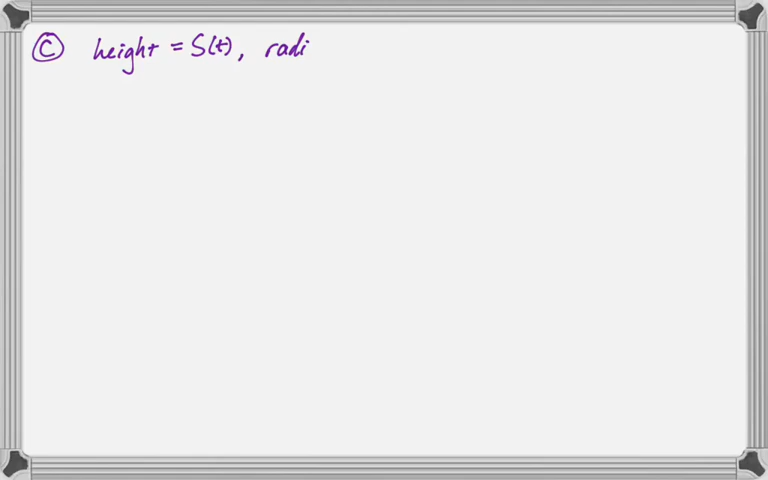 Ⓒ height = S(t), radi